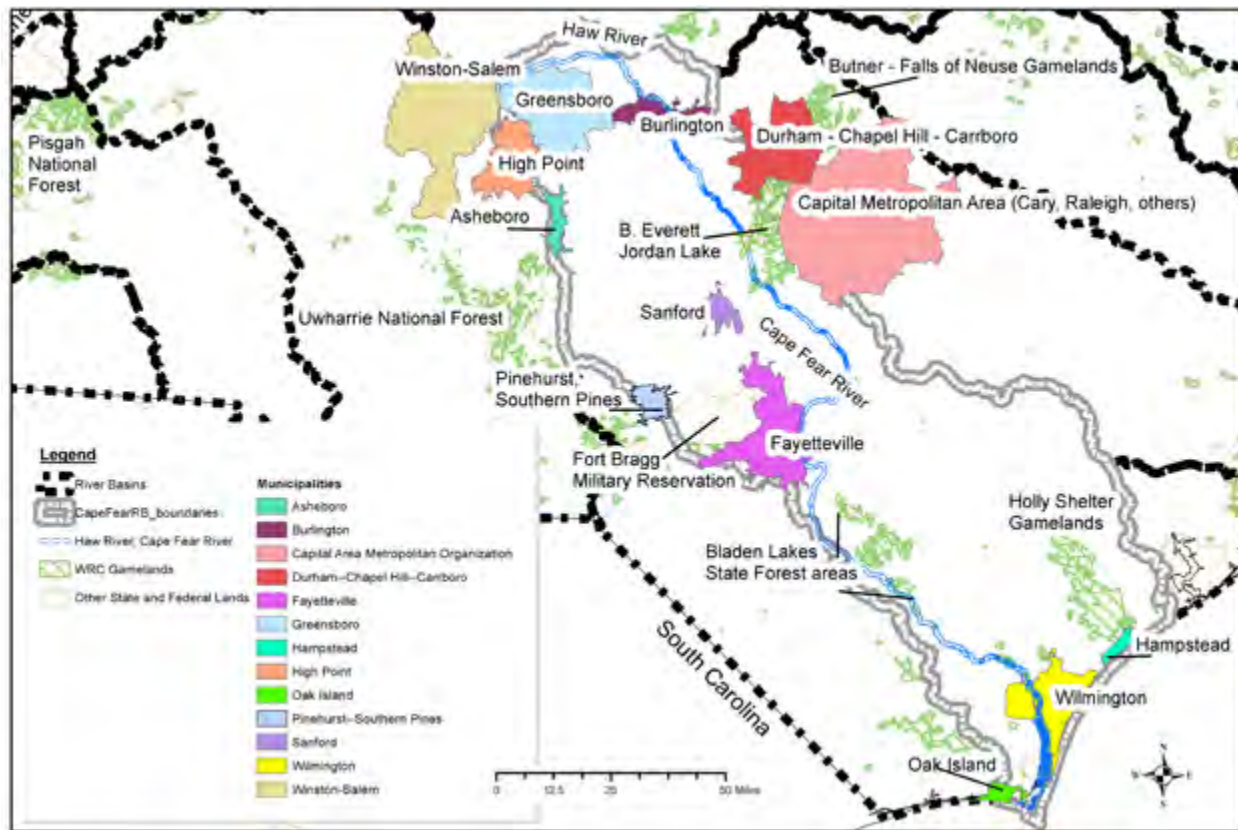 Haw River
Winston-Salem
Butner - Falls of Neuse Gamelands
Greensboro
Burlington
Durham - Chapel Hill - Carrboro
Pisgah
National
Forest
High Point
Capital Metropolitan Area (Cary, Raleigh, others)
Asheboro
B. Everett
Jordan Lake
Uwharrie National Forest
Sanford
Cape Fear River
Pinehurst,
Southern Pines
Fayetteville
Fort Bragg
Military Reservation
Holly Shelter
Gamelands
Bladen Lakes
State Forest areas
South Carolina
Hampstead
Wilmington
Oak Island
Legend
River Basins
CapeFearRB_boundaries
Haw River, Cape Fear River
WRC Gamelands
Other State and Federal Lands
Municipalities
Asheboro
Burlington
Capital Area Metropolitan Organization
Durham--Chapel Hill--Carrboro
Fayetteville
Greensboro
Hampstead
High Point
Oak Island
Pinehurst--Southern Pines
Sanford
Wilmington
Winston-Salem
0 12.5 25 50 Miles
N
W E
S